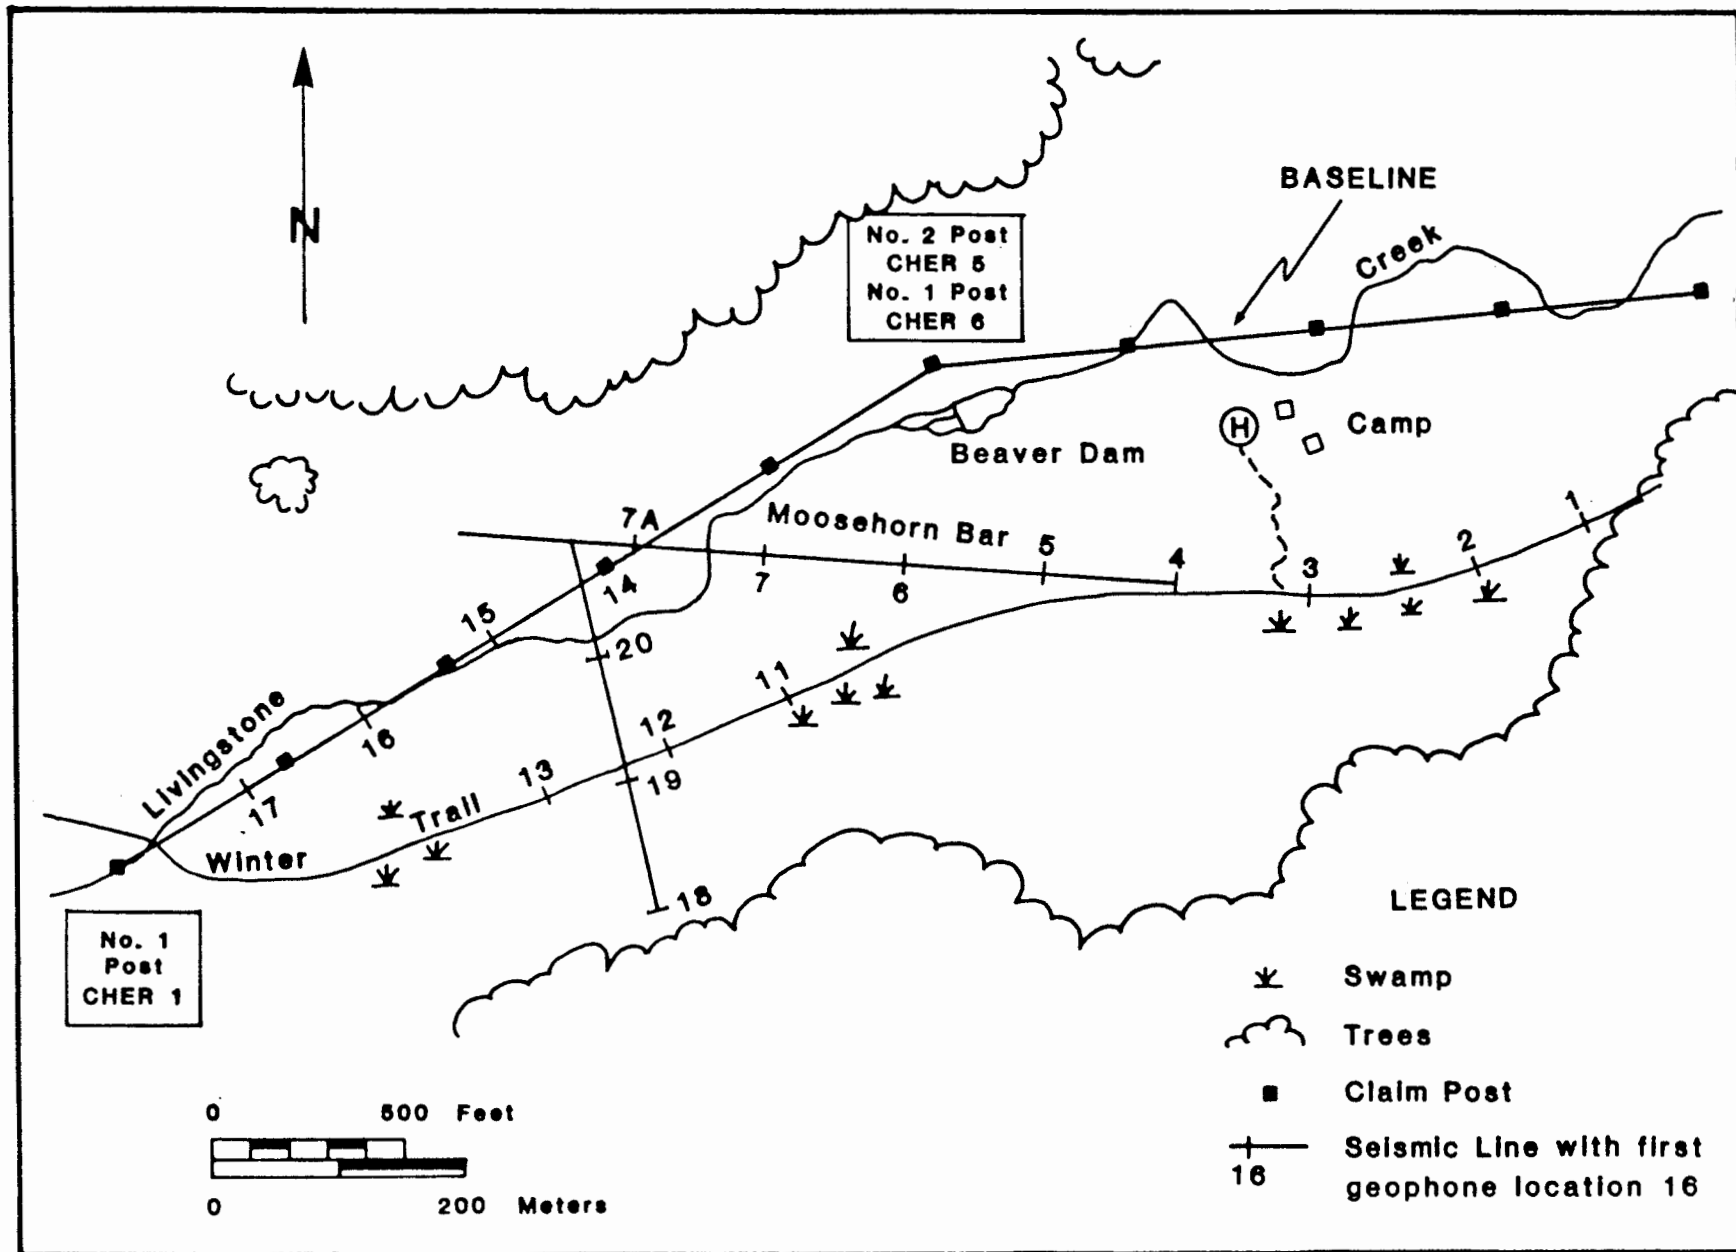 N
BASELINE
No. 2 Post
CHER 5
No. 1 Post
CHER 6
Creek
H
Camp
Beaver Dam
Moosehorn Bar
7A
1
2
3
4
5
6
7
14
15
20
11
12
13
16
19
17
18
Livingstone
Winter
Trail
No. 1
Post
CHER 1
0 500 Feet
0 200 Meters
LEGEND
Swamp
Trees
Claim Post
Seismic Line with first
16 geophone location 16